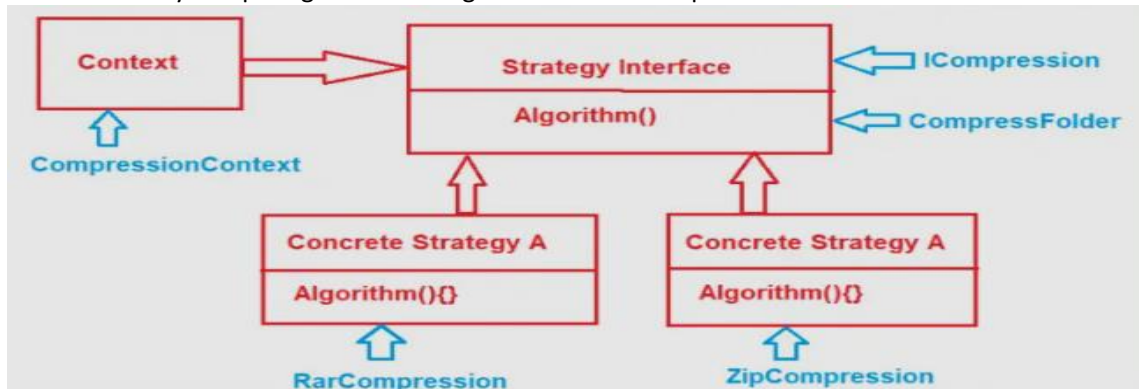 Context
Strategy Interface
ICompression
Algorithm()
CompressFolder
CompressionContext
Concrete Strategy A
Concrete Strategy A
Algorithm(){}
Algorithm(){}
RarCompression
ZipCompression